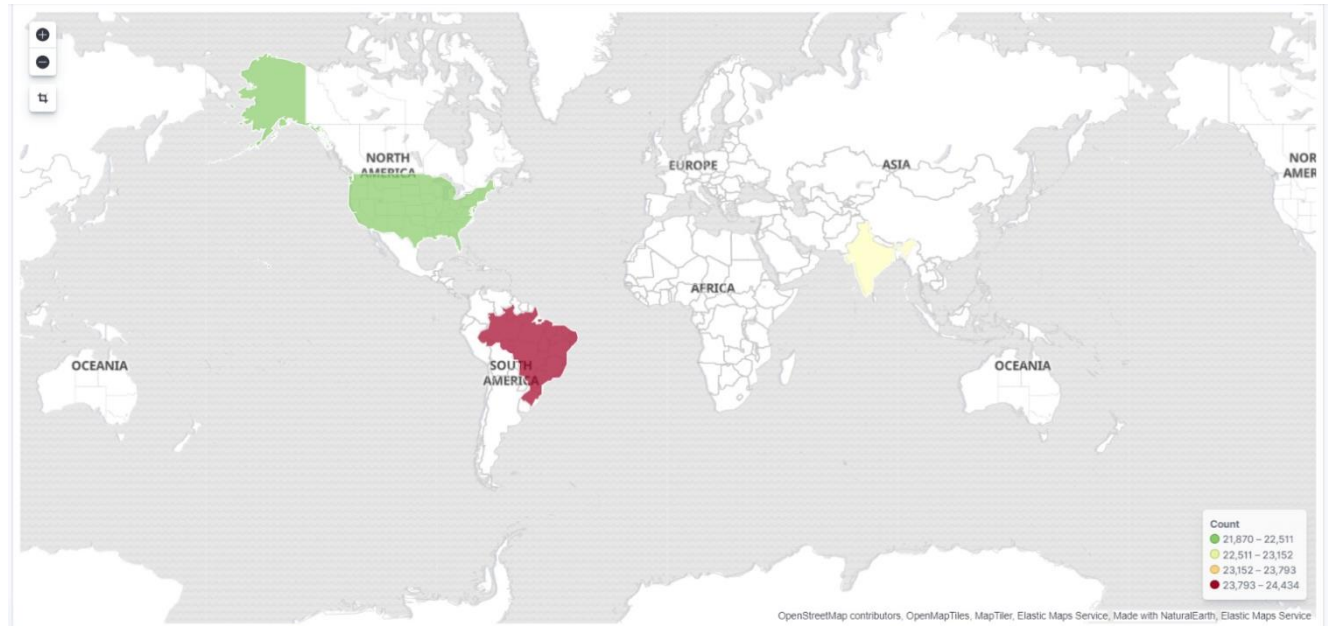 NORTH
AMERICA
EUROPE
ASIA
NOR
AMER
AFRICA
OCEANIA
SOUTH
AMERICA
OCEANIA
Count
21,870 – 22,511
22,511 – 23,152
23,152 – 23,793
23,793 – 24,434
OpenStreetMap contributors, OpenMapTiles, MapTiler, Elastic Maps Service, Made with NaturalEarth, Elastic Maps Service